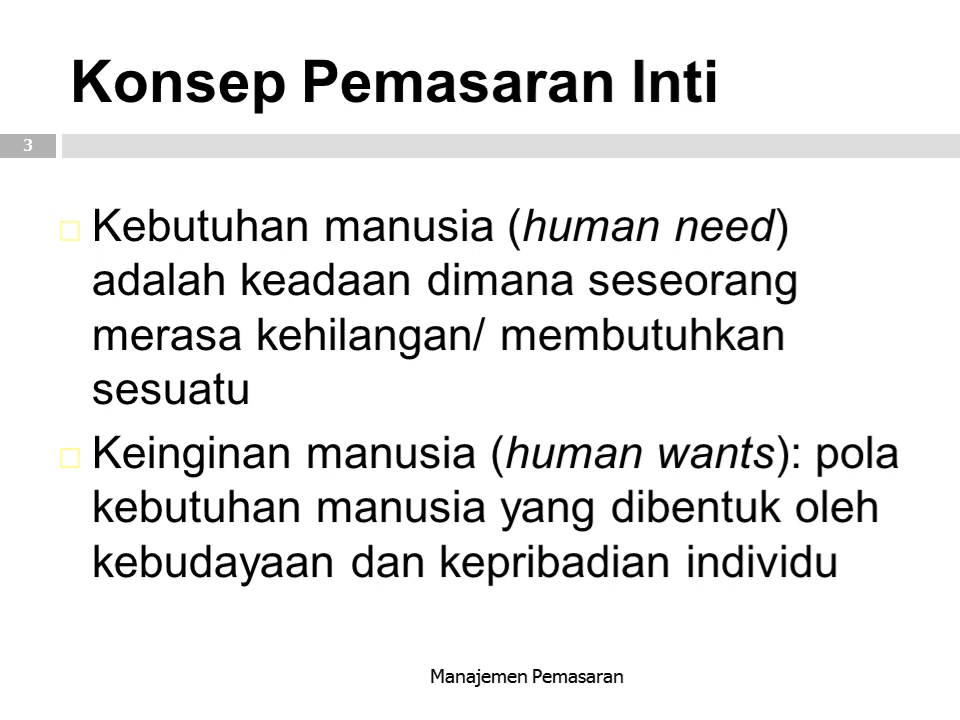 Konsep Pemasaran Inti
3
Kebutuhan manusia (human need)
adalah keadaan dimana seseorang
merasa kehilangan/ membutuhkan
sesuatu
Keinginan manusia (human wants): pola
kebutuhan manusia yang dibentuk oleh
kebudayaan dan kepribadian individu
Manajemen Pemasaran